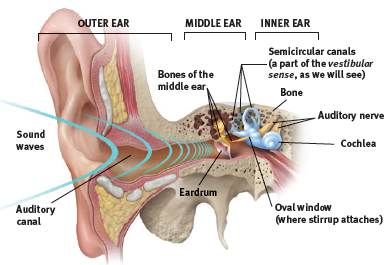 OUTER EAR
MIDDLE EAR
INNER EAR
Semicircular canals
(a part of the vestibular
sense, as we will see)
Bones of the
middle ear
Bone
Auditory nerve
Sound
waves
Cochlea
Eardrum
Auditory
canal
Oval window
(where stirrup attaches)